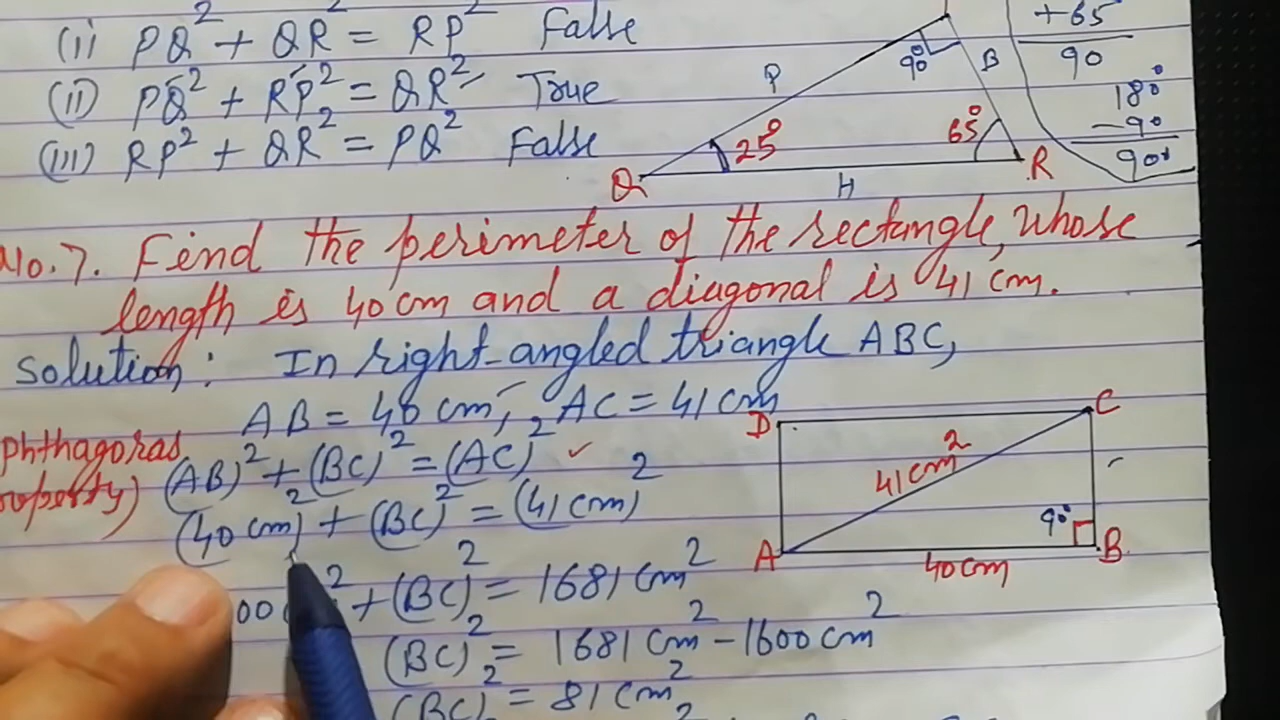 (i) PQ² + QR² = RP² False
(ii) PQ² + RP² = QR² True
(iii) RP² + QR² = PQ² False
P
90°
B
25°
65°
Q
H
R
+65
90
180°
-90
90°
No.7. Find the perimeter of the rectangle, whose
length is 40 cm and a diagonal is 41 cm.
Solution: In right-angled triangle ABC,
AB = 40 cm, AC = 41 cm
Phthagoras
(AB)² + (BC)² = (AC)² ✓
(40 cm)² + (BC)² = (41 cm)²
² + (BC)² = 1681 cm²
(BC)² = 1681 cm² - 1600 cm²
(BC)² = 81 cm²
D
C
41 cm²
90°
A
B
40 cm